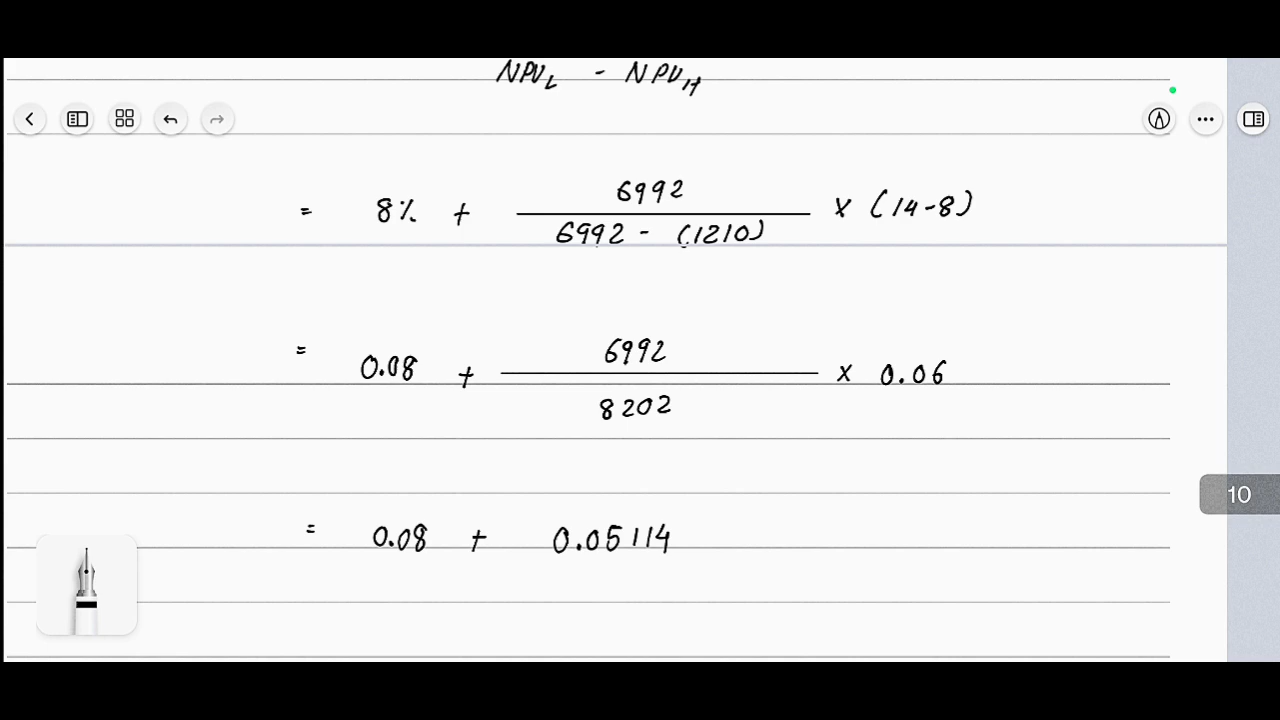 NPV_L - NPV_H
= 8% + 6992 / 6992 - (1210) x (14-8)
= 0.08 + 6992 / 8202 x 0.06
10
= 0.08 + 0.05114